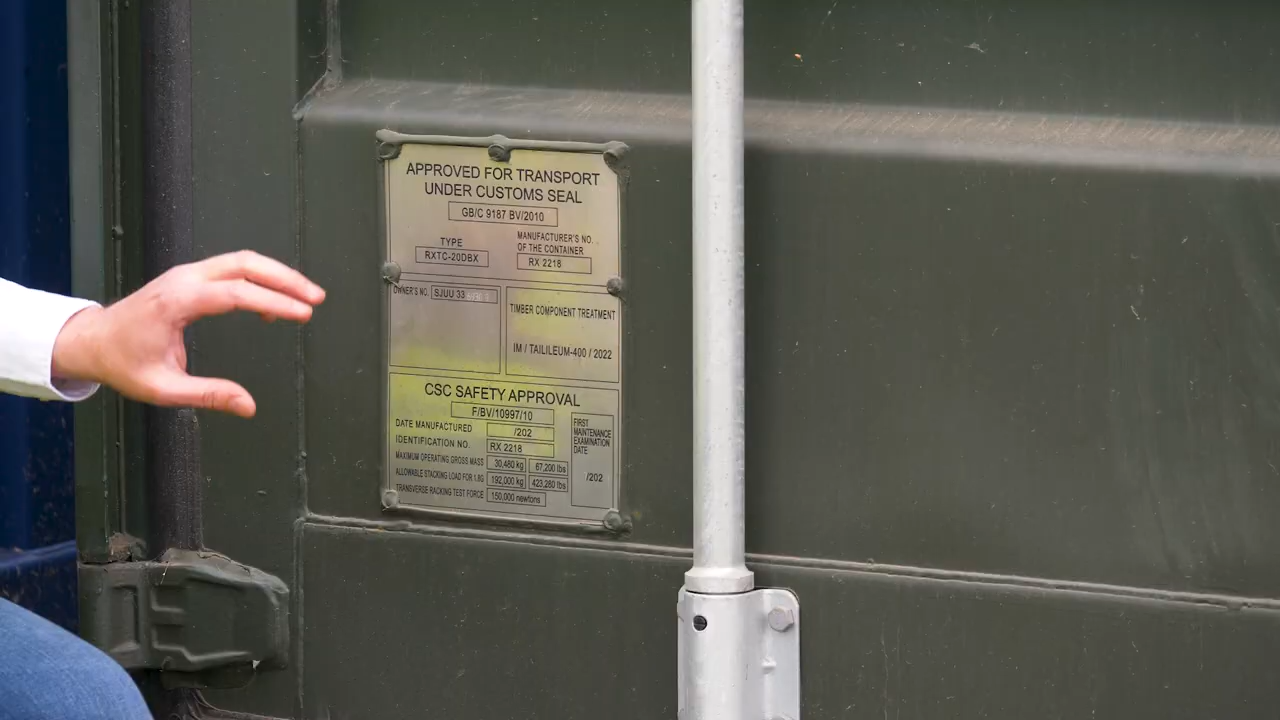 APPROVED FOR TRANSPORT
UNDER CUSTOMS SEAL
GB/C 9187 BV/2010
TYPE
RXTC-20DBX
MANUFACTURER'S NO.
OF THE CONTAINER
RX 2218
OWNER'S NO. SJUU 33
TIMBER COMPONENT TREATMENT
IM / TAILILEUM-400 / 2022
CSC SAFETY APPROVAL
F/BV/10997/10
DATE MANUFACTURED /202
IDENTIFICATION NO. RX 2218
MAXIMUM OPERATING GROSS MASS 30,480 kg 67,200 lbs
ALLOWABLE STACKING LOAD FOR 1.8G 192,000 kg 423,280 lbs
TRANSVERSE RACKING TEST FORCE 150,000 newtons
FIRST
MAINTENANCE
EXAMINATION
DATE
/202